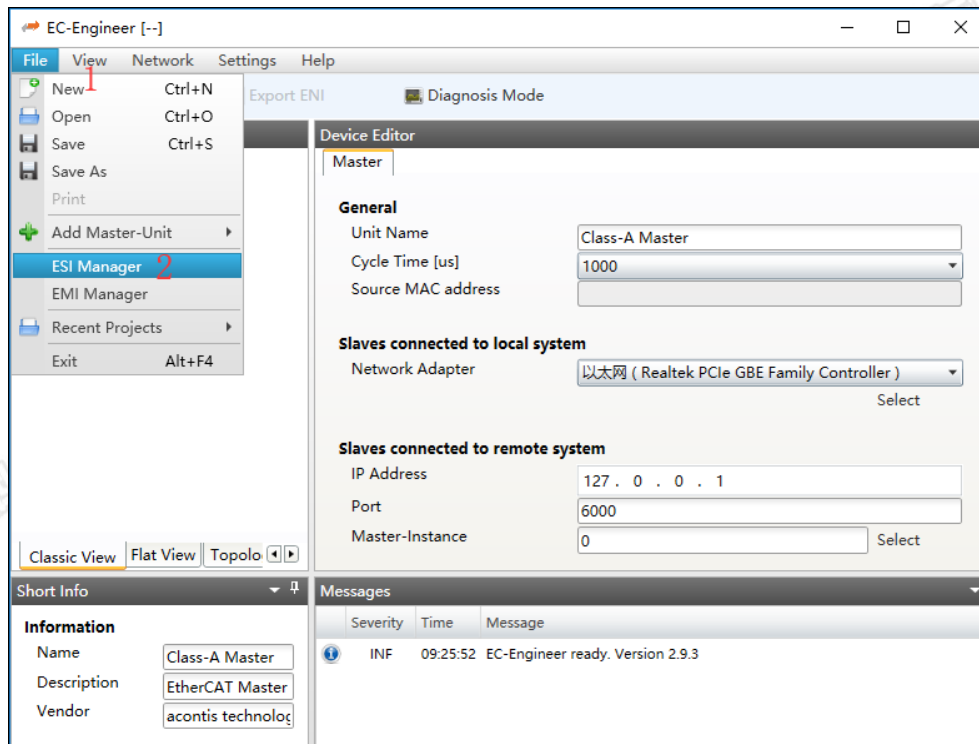 EC-Engineer [--]
File View Network Settings Help
1
New Ctrl+N
Export ENI Diagnosis Mode
Open Ctrl+O
Save Ctrl+S
Save As
Print
Add Master-Unit
ESI Manager 2
EMI Manager
Recent Projects
Exit Alt+F4
Device Editor
Master
General
Unit Name Class-A Master
Cycle Time [us] 1000
Source MAC address
Slaves connected to local system
Network Adapter 以太网 ( Realtek PCIe GBE Family Controller )
Select
Slaves connected to remote system
IP Address 127 . 0 . 0 . 1
Port 6000
Master-Instance 0 Select
Classic View Flat View Topolo
Short Info
Information
Name Class-A Master
Description EtherCAT Master
Vendor acontis technolog
Messages
Severity Time Message
INF 09:25:52 EC-Engineer ready. Version 2.9.3